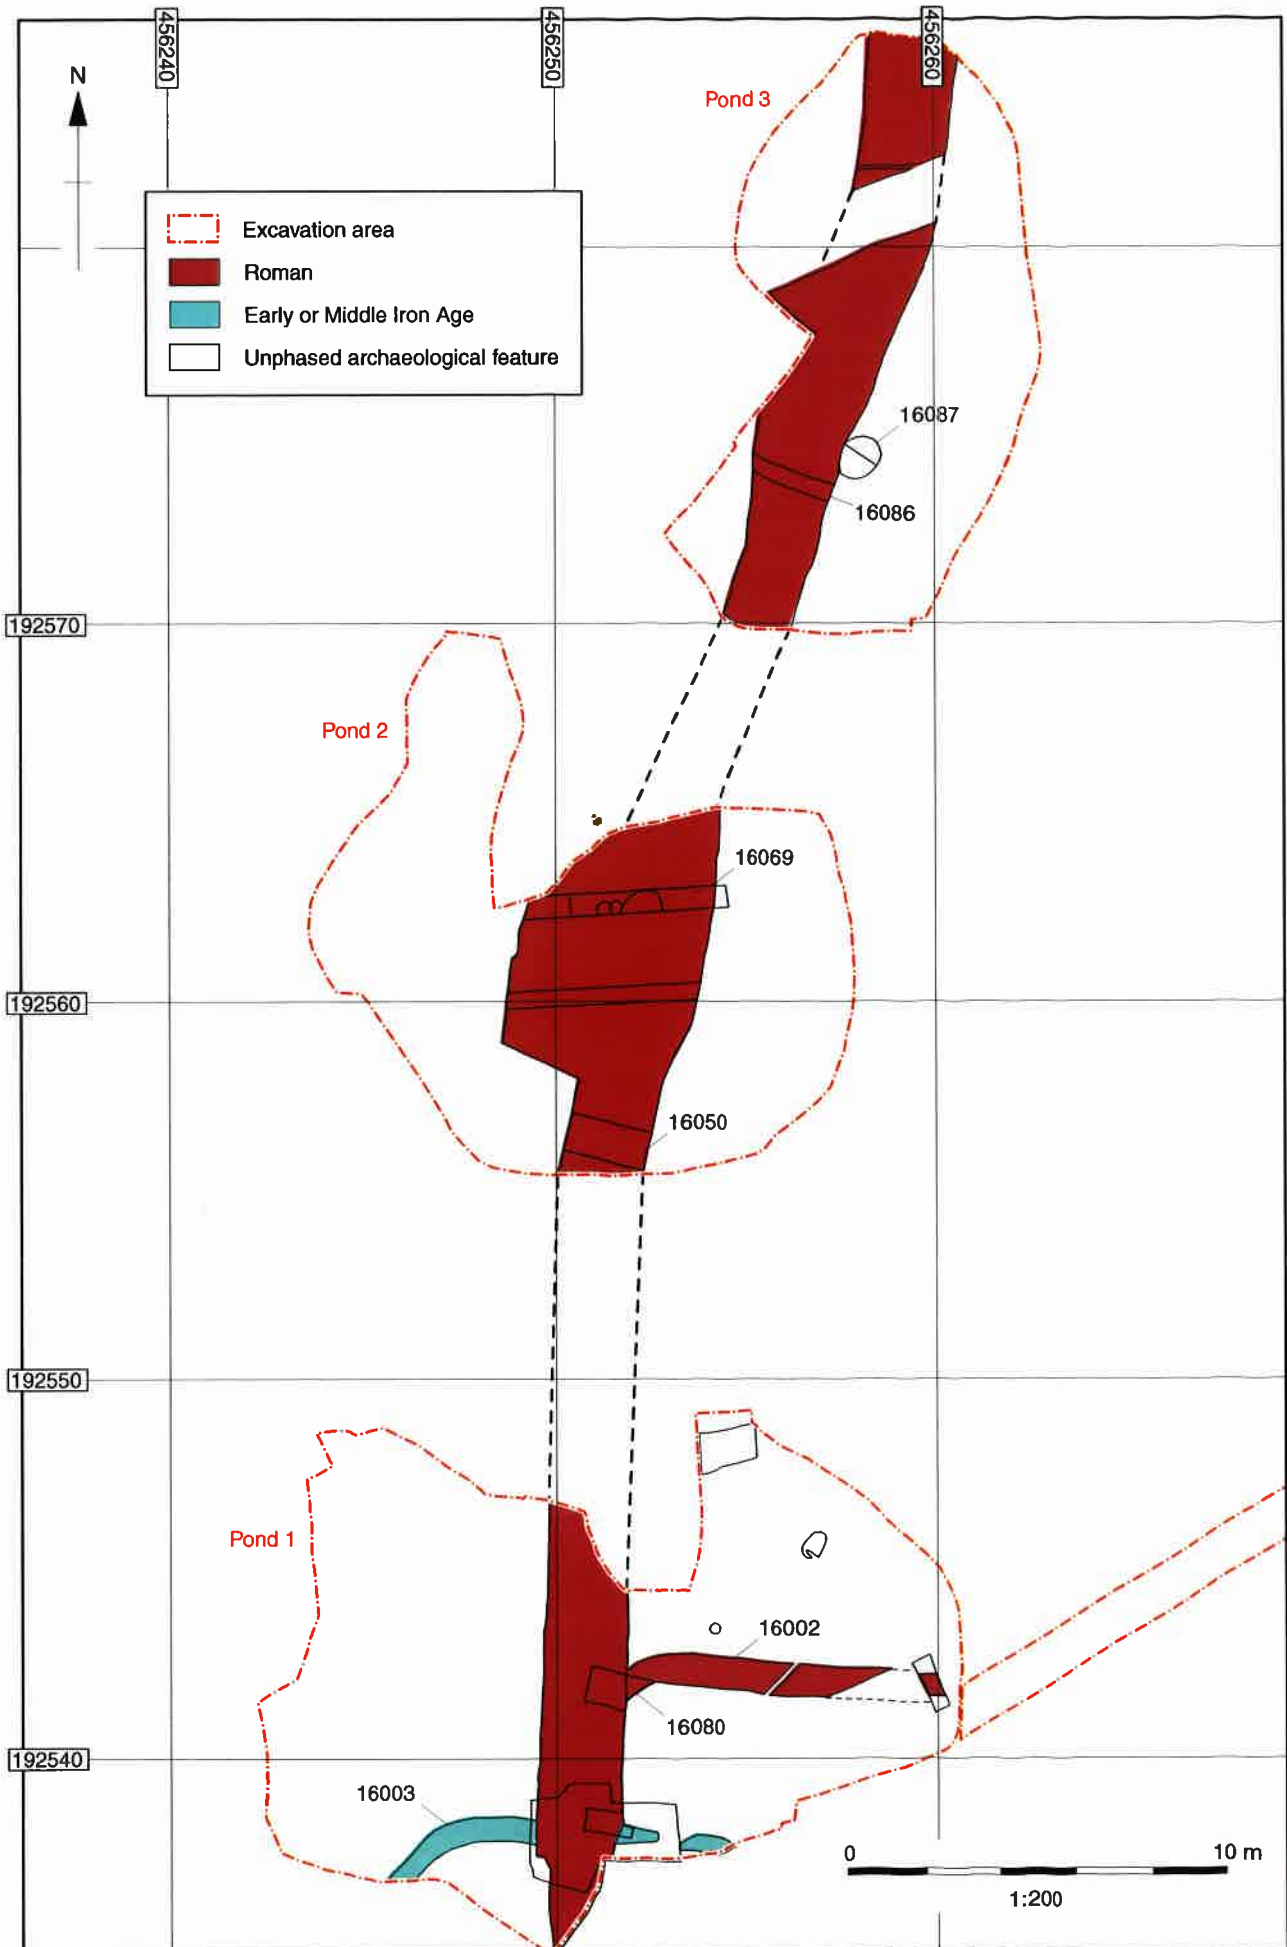 456240
456250
456260
N
Pond 3
Excavation area
Roman
Early or Middle Iron Age
Unphased archaeological feature
16087
16086
192570
Pond 2
16069
192560
16050
192550
Pond 1
16002
16080
192540
16003
0
10 m
1:200